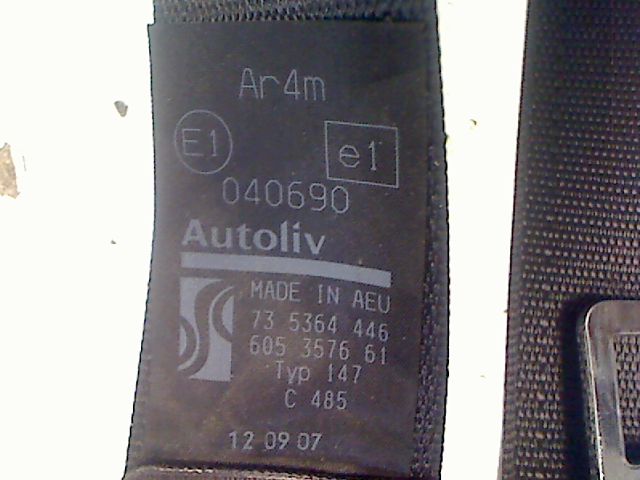 Ar4m
E1 e1
040690
Autoliv
MADE IN AEU
73 5364 446
605 3576 61
Typ 147
C 485
12 09 07